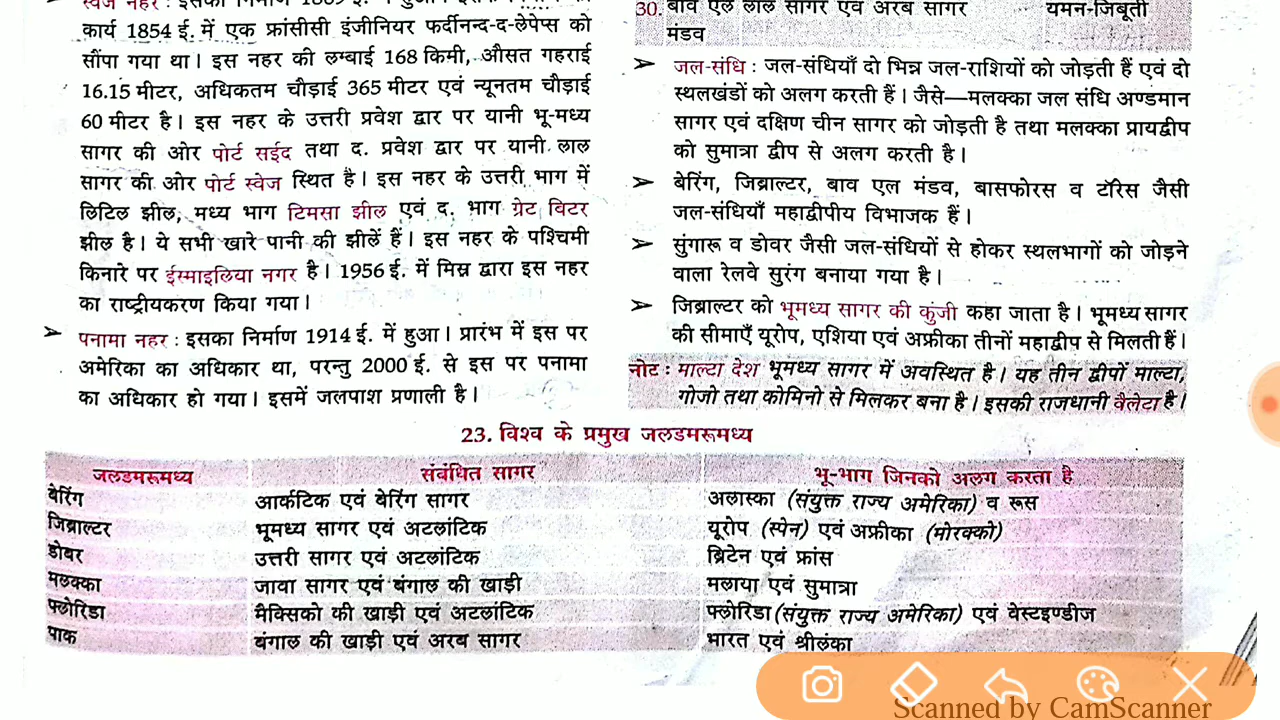 स्वेज नहर : इसका निर्माण 1869 ई. में हुआ।
कार्य 1854 ई. में एक फ्रांसीसी इंजीनियर फर्दीनन्द-द-लेपेप्स को
सौंपा गया था। इस नहर की लम्बाई 168 किमी, औसत गहराई
16.15 मीटर, अधिकतम चौड़ाई 365 मीटर एवं न्यूनतम चौड़ाई
60 मीटर है। इस नहर के उत्तरी प्रवेश द्वार पर यानी भू-मध्य
सागर की ओर पोर्ट सईद तथा द. प्रवेश द्वार पर यानी लाल
सागर की ओर पोर्ट स्वेज स्थित है। इस नहर के उत्तरी भाग में
लिटिल झील, मध्य भाग टिमसा झील एवं द. भाग ग्रेट बिटर
झील है। ये सभी खारे पानी की झीलें हैं। इस नहर के पश्चिमी
किनारे पर ईस्माइलिया नगर है। 1956 ई. में मिस्र द्वारा इस नहर
का राष्ट्रीयकरण किया गया।
➢ पनामा नहर : इसका निर्माण 1914 ई. में हुआ। प्रारंभ में इस पर
अमेरिका का अधिकार था, परन्तु 2000 ई. से इस पर पनामा
का अधिकार हो गया। इसमें जलपाश प्रणाली है।
30. बाव एल लाल सागर एवं अरब सागर यमन-जिबूती
मंडव
➢ जल-संधि : जल-संधियाँ दो भिन्न जल-राशियों को जोड़ती हैं एवं दो
स्थलखंडों को अलग करती हैं। जैसे—मलक्का जल संधि अण्डमान
सागर एवं दक्षिण चीन सागर को जोड़ती है तथा मलक्का प्रायद्वीप
को सुमात्रा द्वीप से अलग करती है।
➢ बेरिंग, जिब्राल्टर, बाव एल मंडव, बासफोरस व टॉरेस जैसी
जल-संधियाँ महाद्वीपीय विभाजक हैं।
➢ सुंगारू व डोवर जैसी जल-संधियों से होकर स्थलभागों को जोड़ने
वाला रेलवे सुरंग बनाया गया है।
➢ जिब्राल्टर को भूमध्य सागर की कुंजी कहा जाता है। भूमध्य सागर
की सीमाएँ यूरोप, एशिया एवं अफ्रीका तीनों महाद्वीप से मिलती हैं।
नोट : माल्टा देश भूमध्य सागर में अवस्थित है। यह तीन द्वीपों माल्टा,
गोजो तथा कोमिनो से मिलकर बना है। इसकी राजधानी वैलेटा है।
23. विश्व के प्रमुख जलडमरूमध्य
जलडमरूमध्य संबंधित सागर भू-भाग जिनको अलग करता है
बेरिंग आर्कटिक एवं बेरिंग सागर अलास्का (संयुक्त राज्य अमेरिका) व रूस
जिब्राल्टर भूमध्य सागर एवं अटलांटिक यूरोप (स्पेन) एवं अफ्रीका (मोरक्को)
डोबर उत्तरी सागर एवं अटलांटिक ब्रिटेन एवं फ्रांस
मलक्का जावा सागर एवं बंगाल की खाड़ी मलाया एवं सुमात्रा
फ्लोरिडा मैक्सिको की खाड़ी एवं अटलांटिक फ्लोरिडा (संयुक्त राज्य अमेरिका) एवं वेस्टइण्डीज
पाक बंगाल की खाड़ी एवं अरब सागर भारत एवं श्रीलंका
Scanned by CamScanner